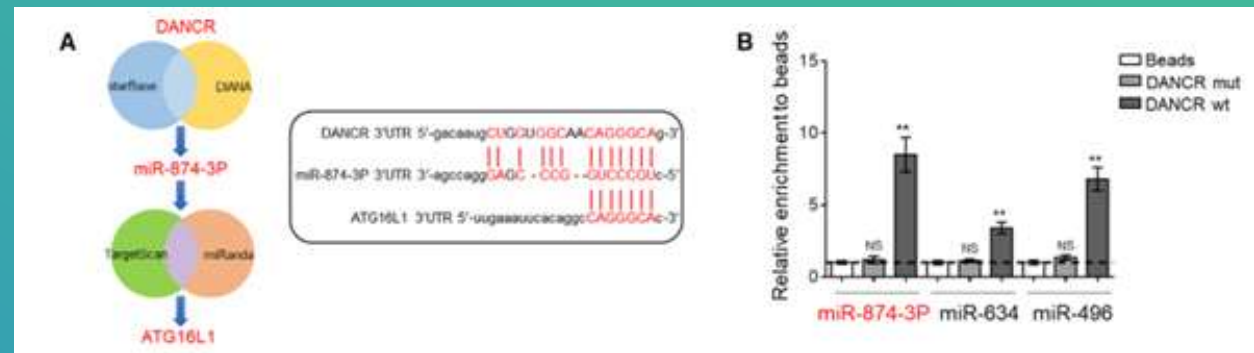 A
DANCR
starBase
DIANA
miR-874-3P
TargetScan
miRanda
ATG16L1
DANCR 3'UTR 5'-gacaaugCUGCUGGCAACAGGGCAg-3'
miR-874-3P 3'UTR 3'-agccaggGAGC - CCG - -GUCCCGUc-5'
ATG16L1 3'UTR 5'-uugaaauucacaggcCAGGGCAc-3'
B
Relative enrichment to beads
15
10
5
0
Beads
DANCR mut
DANCR wt
NS
**
NS
**
NS
**
miR-874-3P miR-634 miR-496